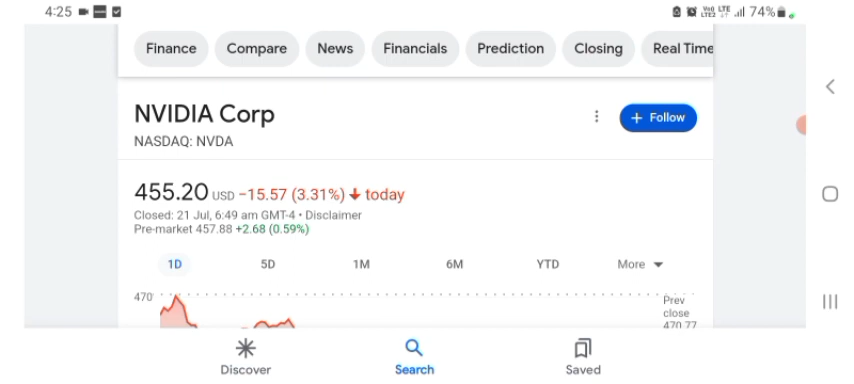 4:25 74%
Finance Compare News Financials Prediction Closing Real Time
NVIDIA Corp
+ Follow
NASDAQ: NVDA
455.20 USD −15.57 (3.31%) ↓ today
Closed: 21 Jul, 6:49 am GMT-4 • Disclaimer
Pre-market 457.88 +2.68 (0.59%)
1D 5D 1M 6M YTD More
470
Prev
close
470.77
Discover Search Saved